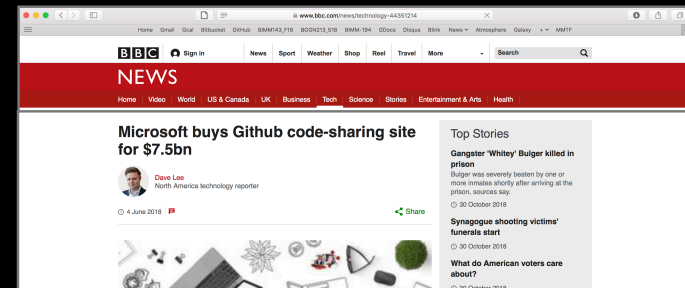 www.bbc.com/news/technology-44361214
Home Gmail Gcal Bitbucket GitHub BIMM143_F18 BGGN213_S18 BIMM-194 GDocs Disqus Blink News Atmosphere Galaxy + MMTF
BBC Sign in News Sport Weather Shop Reel Travel More Search
NEWS
Home Video World US & Canada UK Business Tech Science Stories Entertainment & Arts Health
Microsoft buys Github code-sharing site
for $7.5bn
Dave Lee
North America technology reporter
4 June 2018
Share
Top Stories
Gangster 'Whitey' Bulger killed in
prison
Bulger was severely beaten by one or
more inmates shortly after arriving at the
prison, sources say.
30 October 2018
Synagogue shooting victims'
funerals start
30 October 2018
What do American voters care
about?
30 October 2018